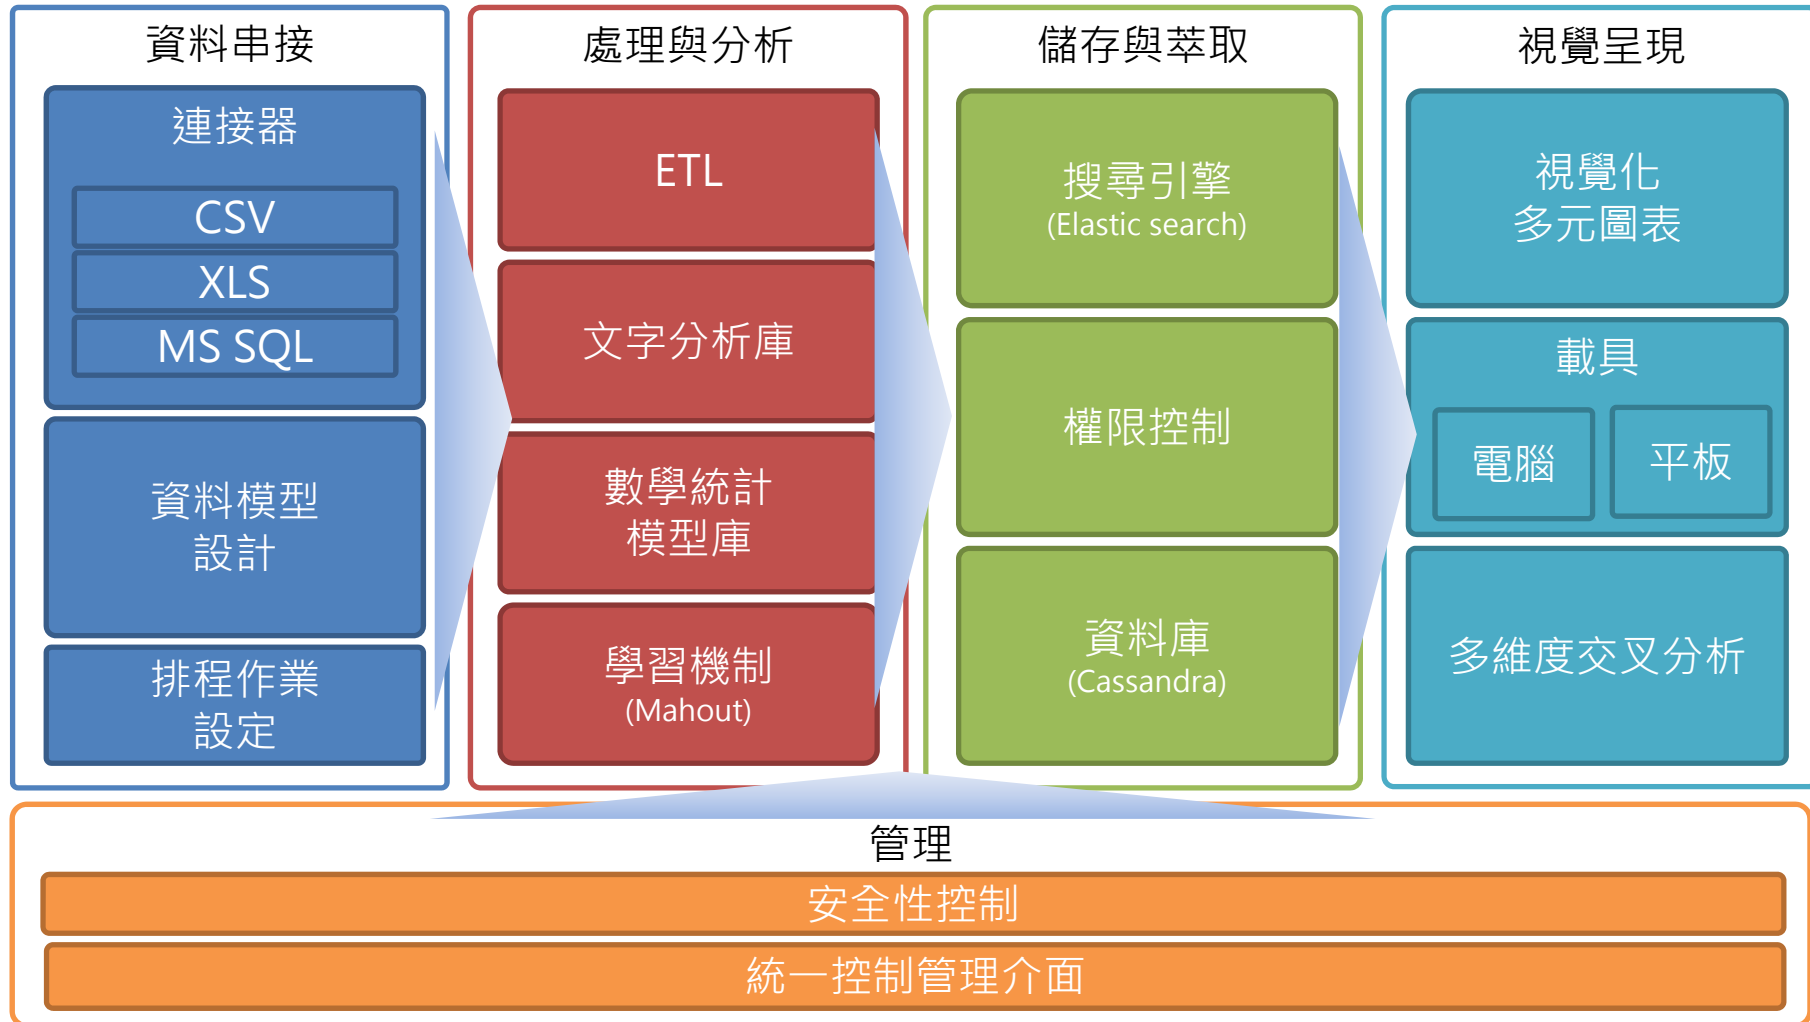 資料串接
連接器
CSV
XLS
MS SQL
資料模型
設計
排程作業
設定
處理與分析
ETL
文字分析庫
數學統計
模型庫
學習機制
(Mahout)
儲存與萃取
搜尋引擎
(Elastic search)
權限控制
資料庫
(Cassandra)
視覺呈現
視覺化
多元圖表
載具
電腦
平板
多維度交叉分析
管理
安全性控制
統一控制管理介面